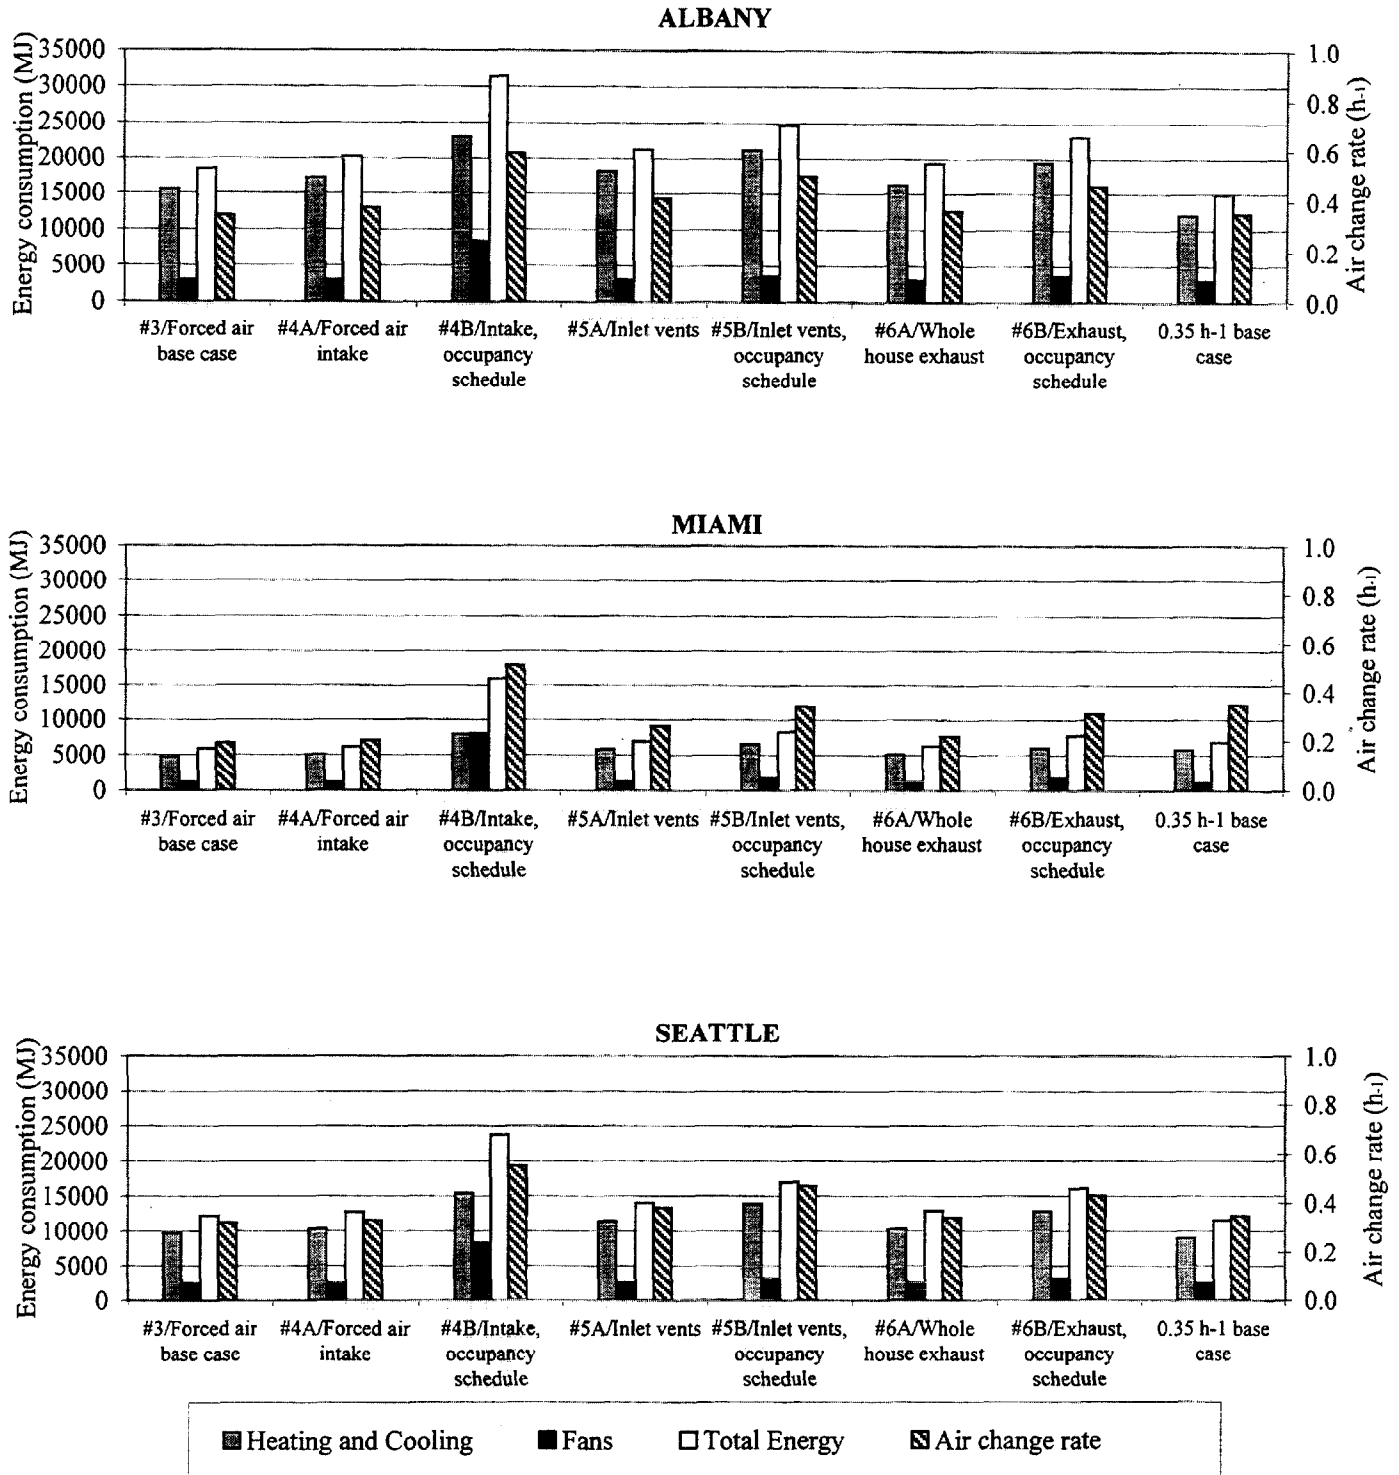 ALBANY
Energy consumption (MJ)
35000
30000
25000
20000
15000
10000
5000
0
1.0
0.8
0.6
0.4
0.2
0.0
Air change rate (h-1)
#3/Forced air
base case
#4A/Forced air
intake
#4B/Intake,
occupancy
schedule
#5A/Inlet vents
#5B/Inlet vents,
occupancy
schedule
#6A/Whole
house exhaust
#6B/Exhaust,
occupancy
schedule
0.35 h-1 base
case
MIAMI
Energy consumption (MJ)
35000
30000
25000
20000
15000
10000
5000
0
1.0
0.8
0.6
0.4
0.2
0.0
Air change rate (h-1)
#3/Forced air
base case
#4A/Forced air
intake
#4B/Intake,
occupancy
schedule
#5A/Inlet vents
#5B/Inlet vents,
occupancy
schedule
#6A/Whole
house exhaust
#6B/Exhaust,
occupancy
schedule
0.35 h-1 base
case
SEATTLE
Energy consumption (MJ)
35000
30000
25000
20000
15000
10000
5000
0
1.0
0.8
0.6
0.4
0.2
0.0
Air change rate (h-1)
#3/Forced air
base case
#4A/Forced air
intake
#4B/Intake,
occupancy
schedule
#5A/Inlet vents
#5B/Inlet vents,
occupancy
schedule
#6A/Whole
house exhaust
#6B/Exhaust,
occupancy
schedule
0.35 h-1 base
case
Heating and Cooling
Fans
Total Energy
Air change rate